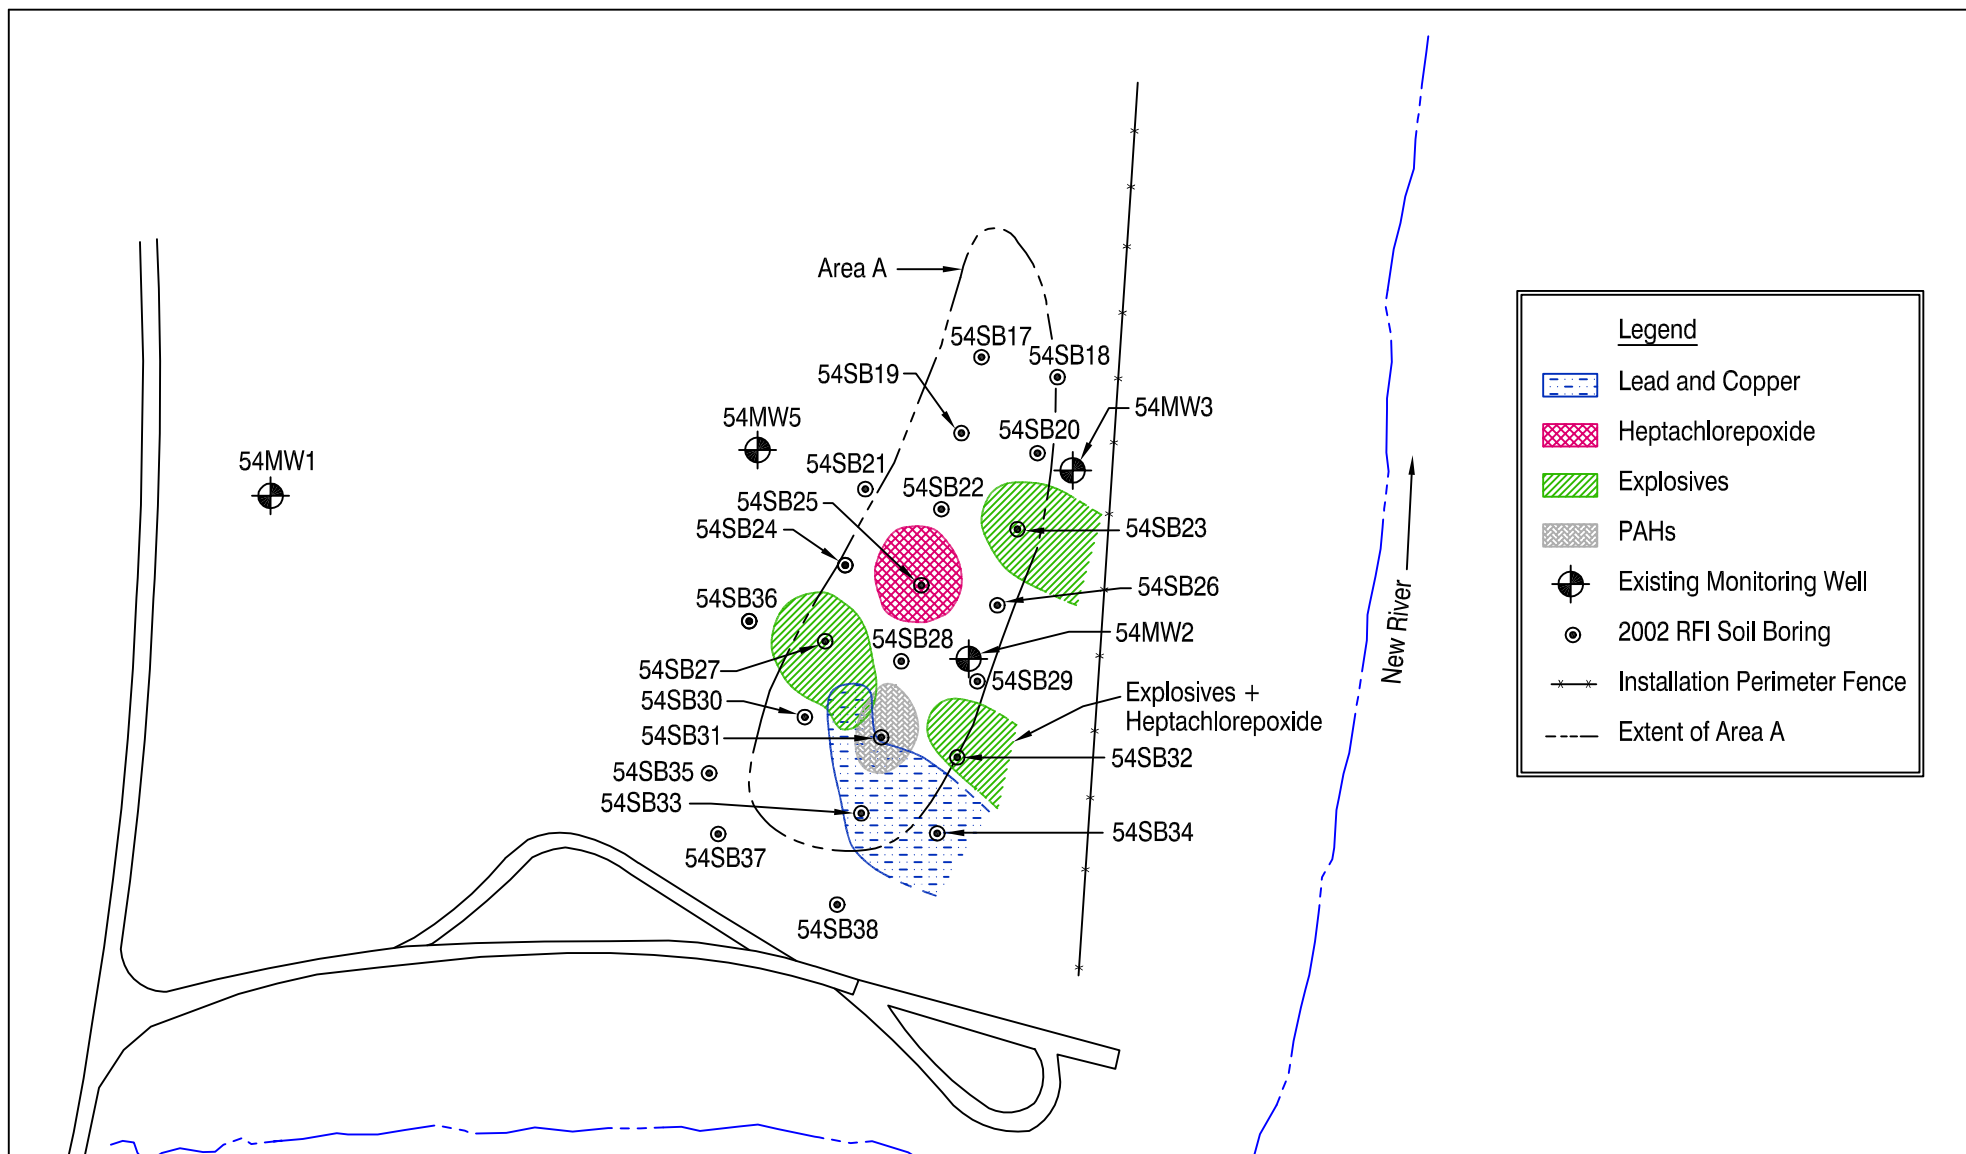 Area A
54SB17
54SB18
54SB19
54MW3
54MW5
54SB20
54MW1
54SB21
54SB22
54SB25
54SB24
54SB23
54SB26
54SB36
54MW2
54SB28
54SB27
54SB29
54SB30
Explosives +
Heptachlorepoxide
54SB31
54SB32
54SB35
54SB33
54SB34
54SB37
54SB38
New River
Legend
Lead and Copper
Heptachlorepoxide
Explosives
PAHs
Existing Monitoring Well
2002 RFI Soil Boring
Installation Perimeter Fence
Extent of Area A